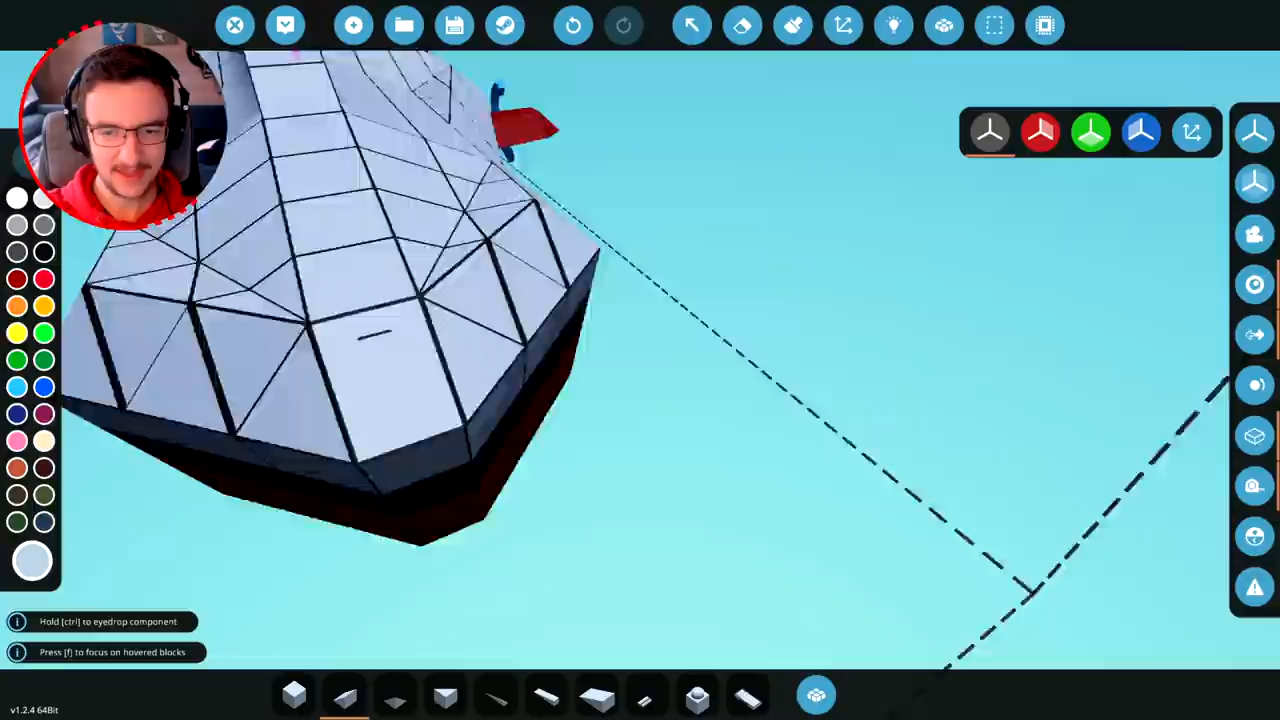 Hold [ctrl] to eyedrop component
Press [f] to focus on hovered blocks
v1.2.4 64Bit